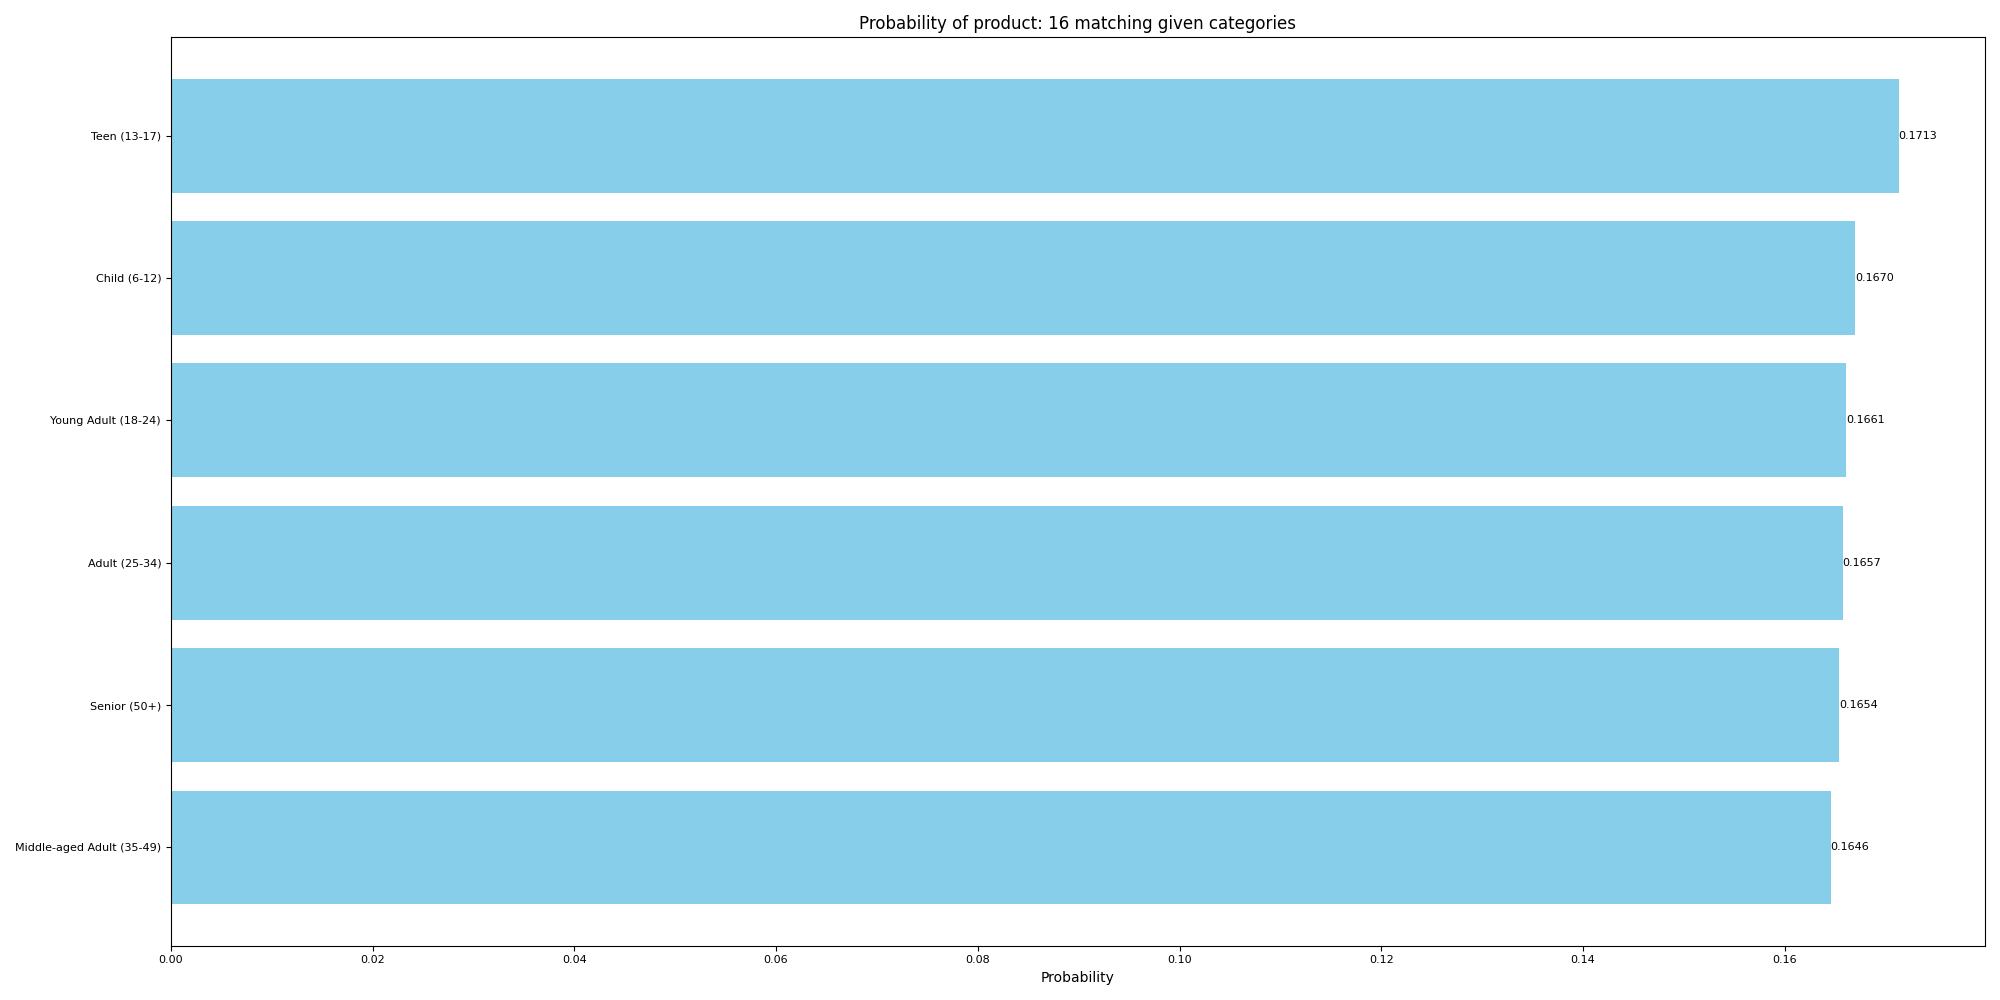 Probability of product: 16 matching given categories
Teen (13-17)
0.1713
Child (6-12)
0.1670
Young Adult (18-24)
0.1661
Adult (25-34)
0.1657
Senior (50+)
0.1654
Middle-aged Adult (35-49)
0.1646
0.00 0.02 0.04 0.06 0.08 0.10 0.12 0.14 0.16
Probability